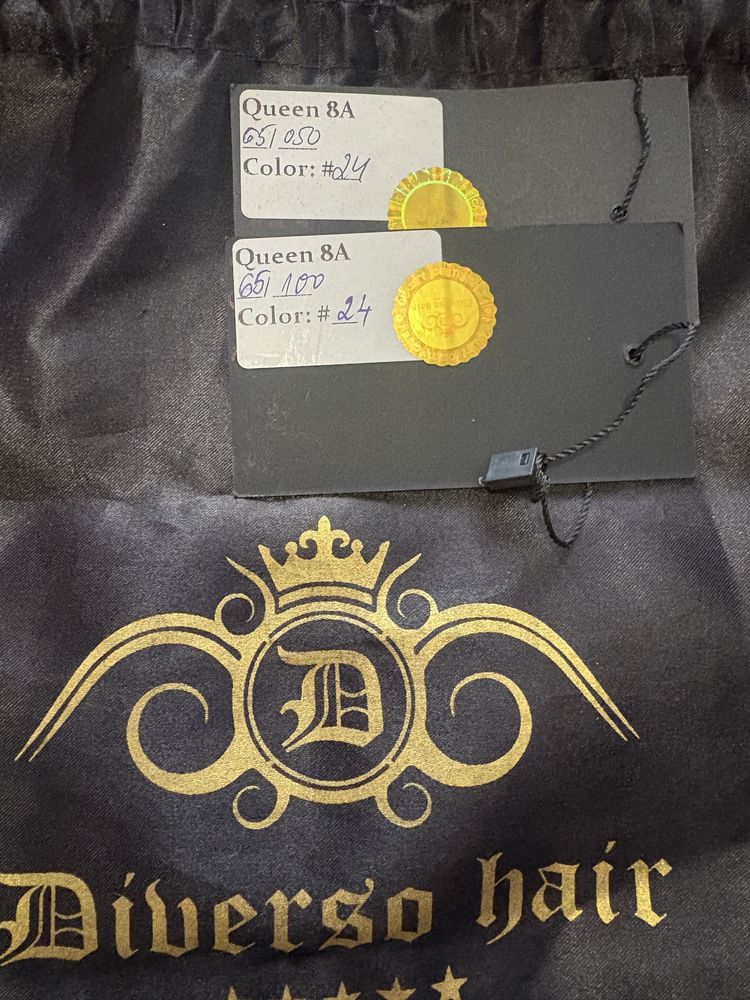 Queen 8A
65/ 050
Color: #24
Queen 8A
65/ 100
Color: # 24
D
Diverso hair